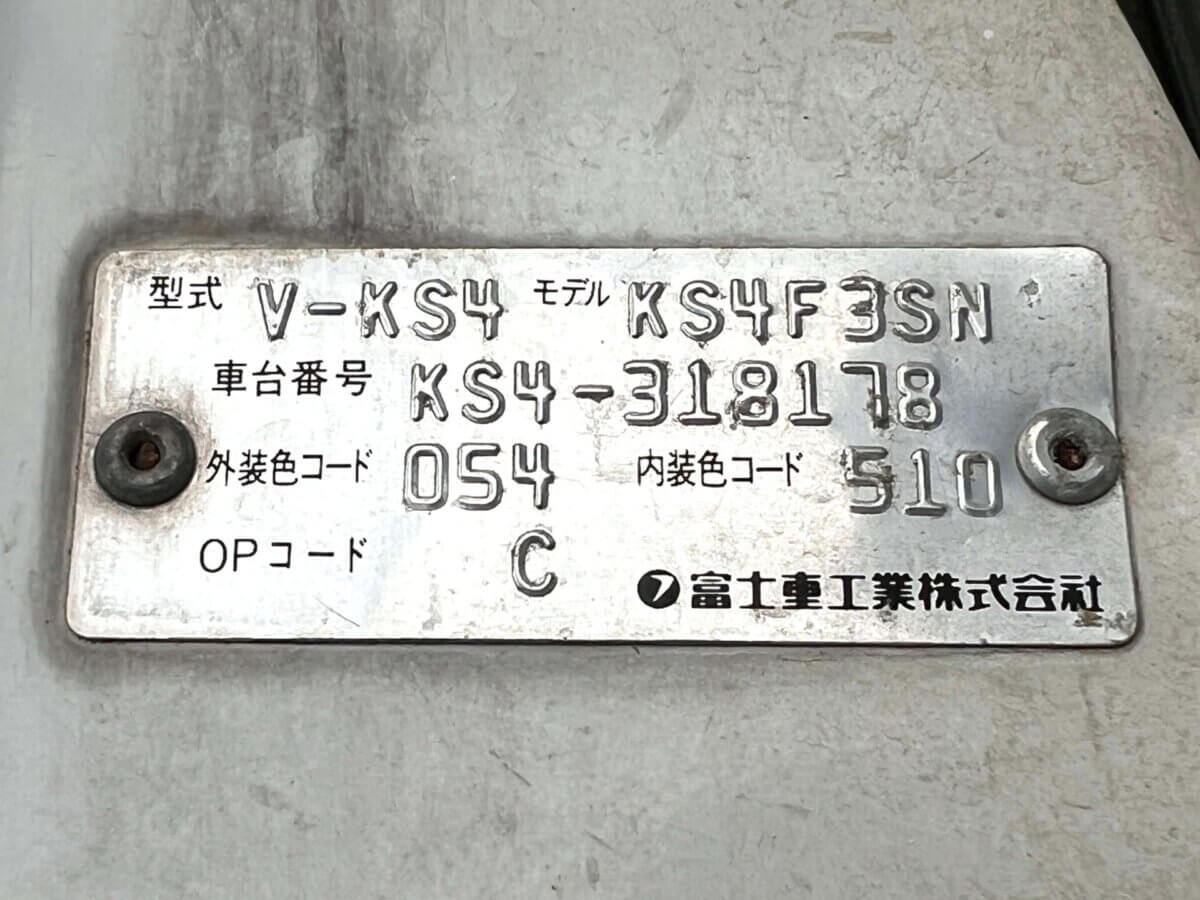 型式 V-KS4 モデル KS4F3SN
車台番号 KS4-318178
外装色コード 054 内装色コード 510
OPコード C
富士重工業株式会社